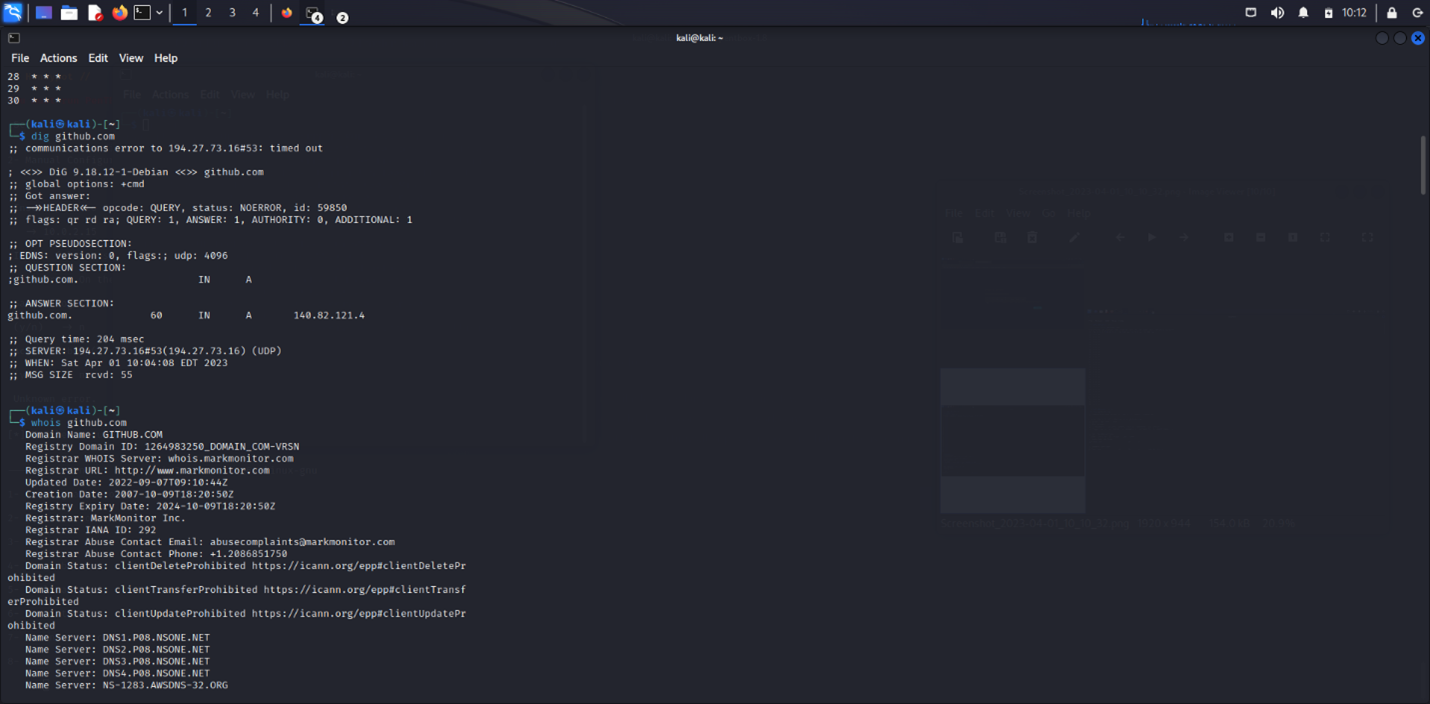 1 2 3 4 4 2 10:12
kali@kali: ~
File Actions Edit View Help
28 * * *
29 * * *
30 * * *
┌──(kali㉿kali)-[~]
└─$ dig github.com
;; communications error to 194.27.73.16#53: timed out
; <<>> DiG 9.18.12-1-Debian <<>> github.com
;; global options: +cmd
;; Got answer:
;; ->>HEADER<<- opcode: QUERY, status: NOERROR, id: 59850
;; flags: qr rd ra; QUERY: 1, ANSWER: 1, AUTHORITY: 0, ADDITIONAL: 1
;; OPT PSEUDOSECTION:
; EDNS: version: 0, flags:; udp: 4096
;; QUESTION SECTION:
;github.com. IN A
;; ANSWER SECTION:
github.com. 60 IN A 140.82.121.4
;; Query time: 204 msec
;; SERVER: 194.27.73.16#53(194.27.73.16) (UDP)
;; WHEN: Sat Apr 01 10:04:08 EDT 2023
;; MSG SIZE rcvd: 55
┌──(kali㉿kali)-[~]
└─$ whois github.com
Domain Name: GITHUB.COM
Registry Domain ID: 1264983250_DOMAIN_COM-VRSN
Registrar WHOIS Server: whois.markmonitor.com
Registrar URL: http://www.markmonitor.com
Updated Date: 2022-09-07T09:10:44Z
Creation Date: 2007-10-09T18:20:50Z
Registry Expiry Date: 2024-10-09T18:20:50Z
Registrar: MarkMonitor Inc.
Registrar IANA ID: 292
Registrar Abuse Contact Email: abusecomplaints@markmonitor.com
Registrar Abuse Contact Phone: +1.2086851750
Domain Status: clientDeleteProhibited https://icann.org/epp#clientDeletePr
ohibited
Domain Status: clientTransferProhibited https://icann.org/epp#clientTransf
erProhibited
Domain Status: clientUpdateProhibited https://icann.org/epp#clientUpdatePr
ohibited
Name Server: DNS1.P08.NSONE.NET
Name Server: DNS2.P08.NSONE.NET
Name Server: DNS3.P08.NSONE.NET
Name Server: DNS4.P08.NSONE.NET
Name Server: NS-1283.AWSDNS-32.ORG